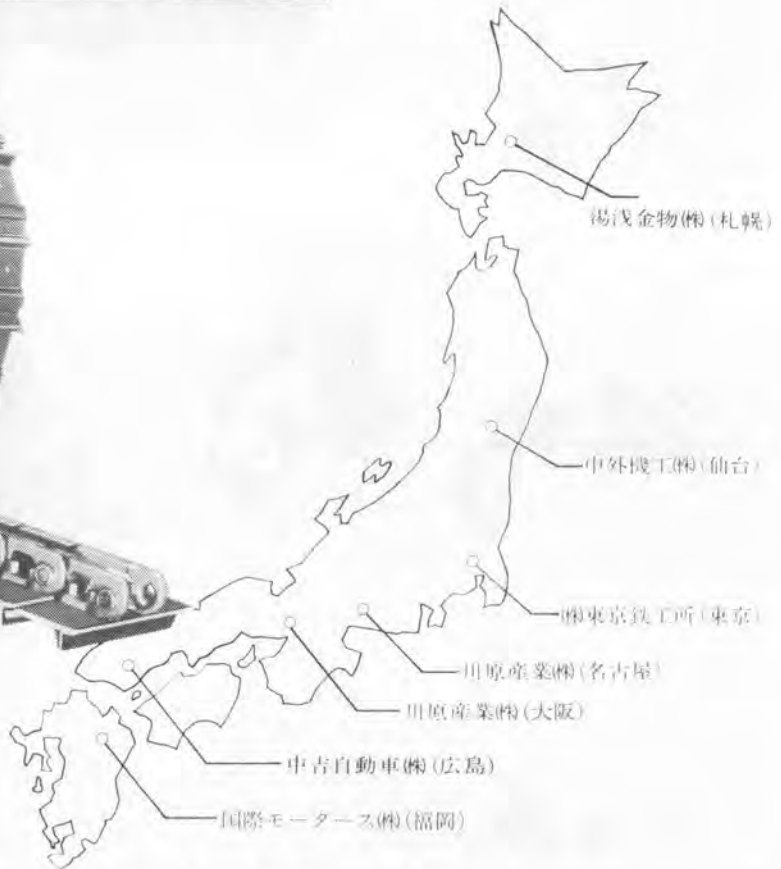 湯浅金物㈱(札幌)
中外機工㈱(仙台)
㈱東京鉄工所(東京)
川原産業㈱(名古屋)
川原産業㈱(大阪)
中吉自動車㈱(広島)
国際モータース㈱(福岡)